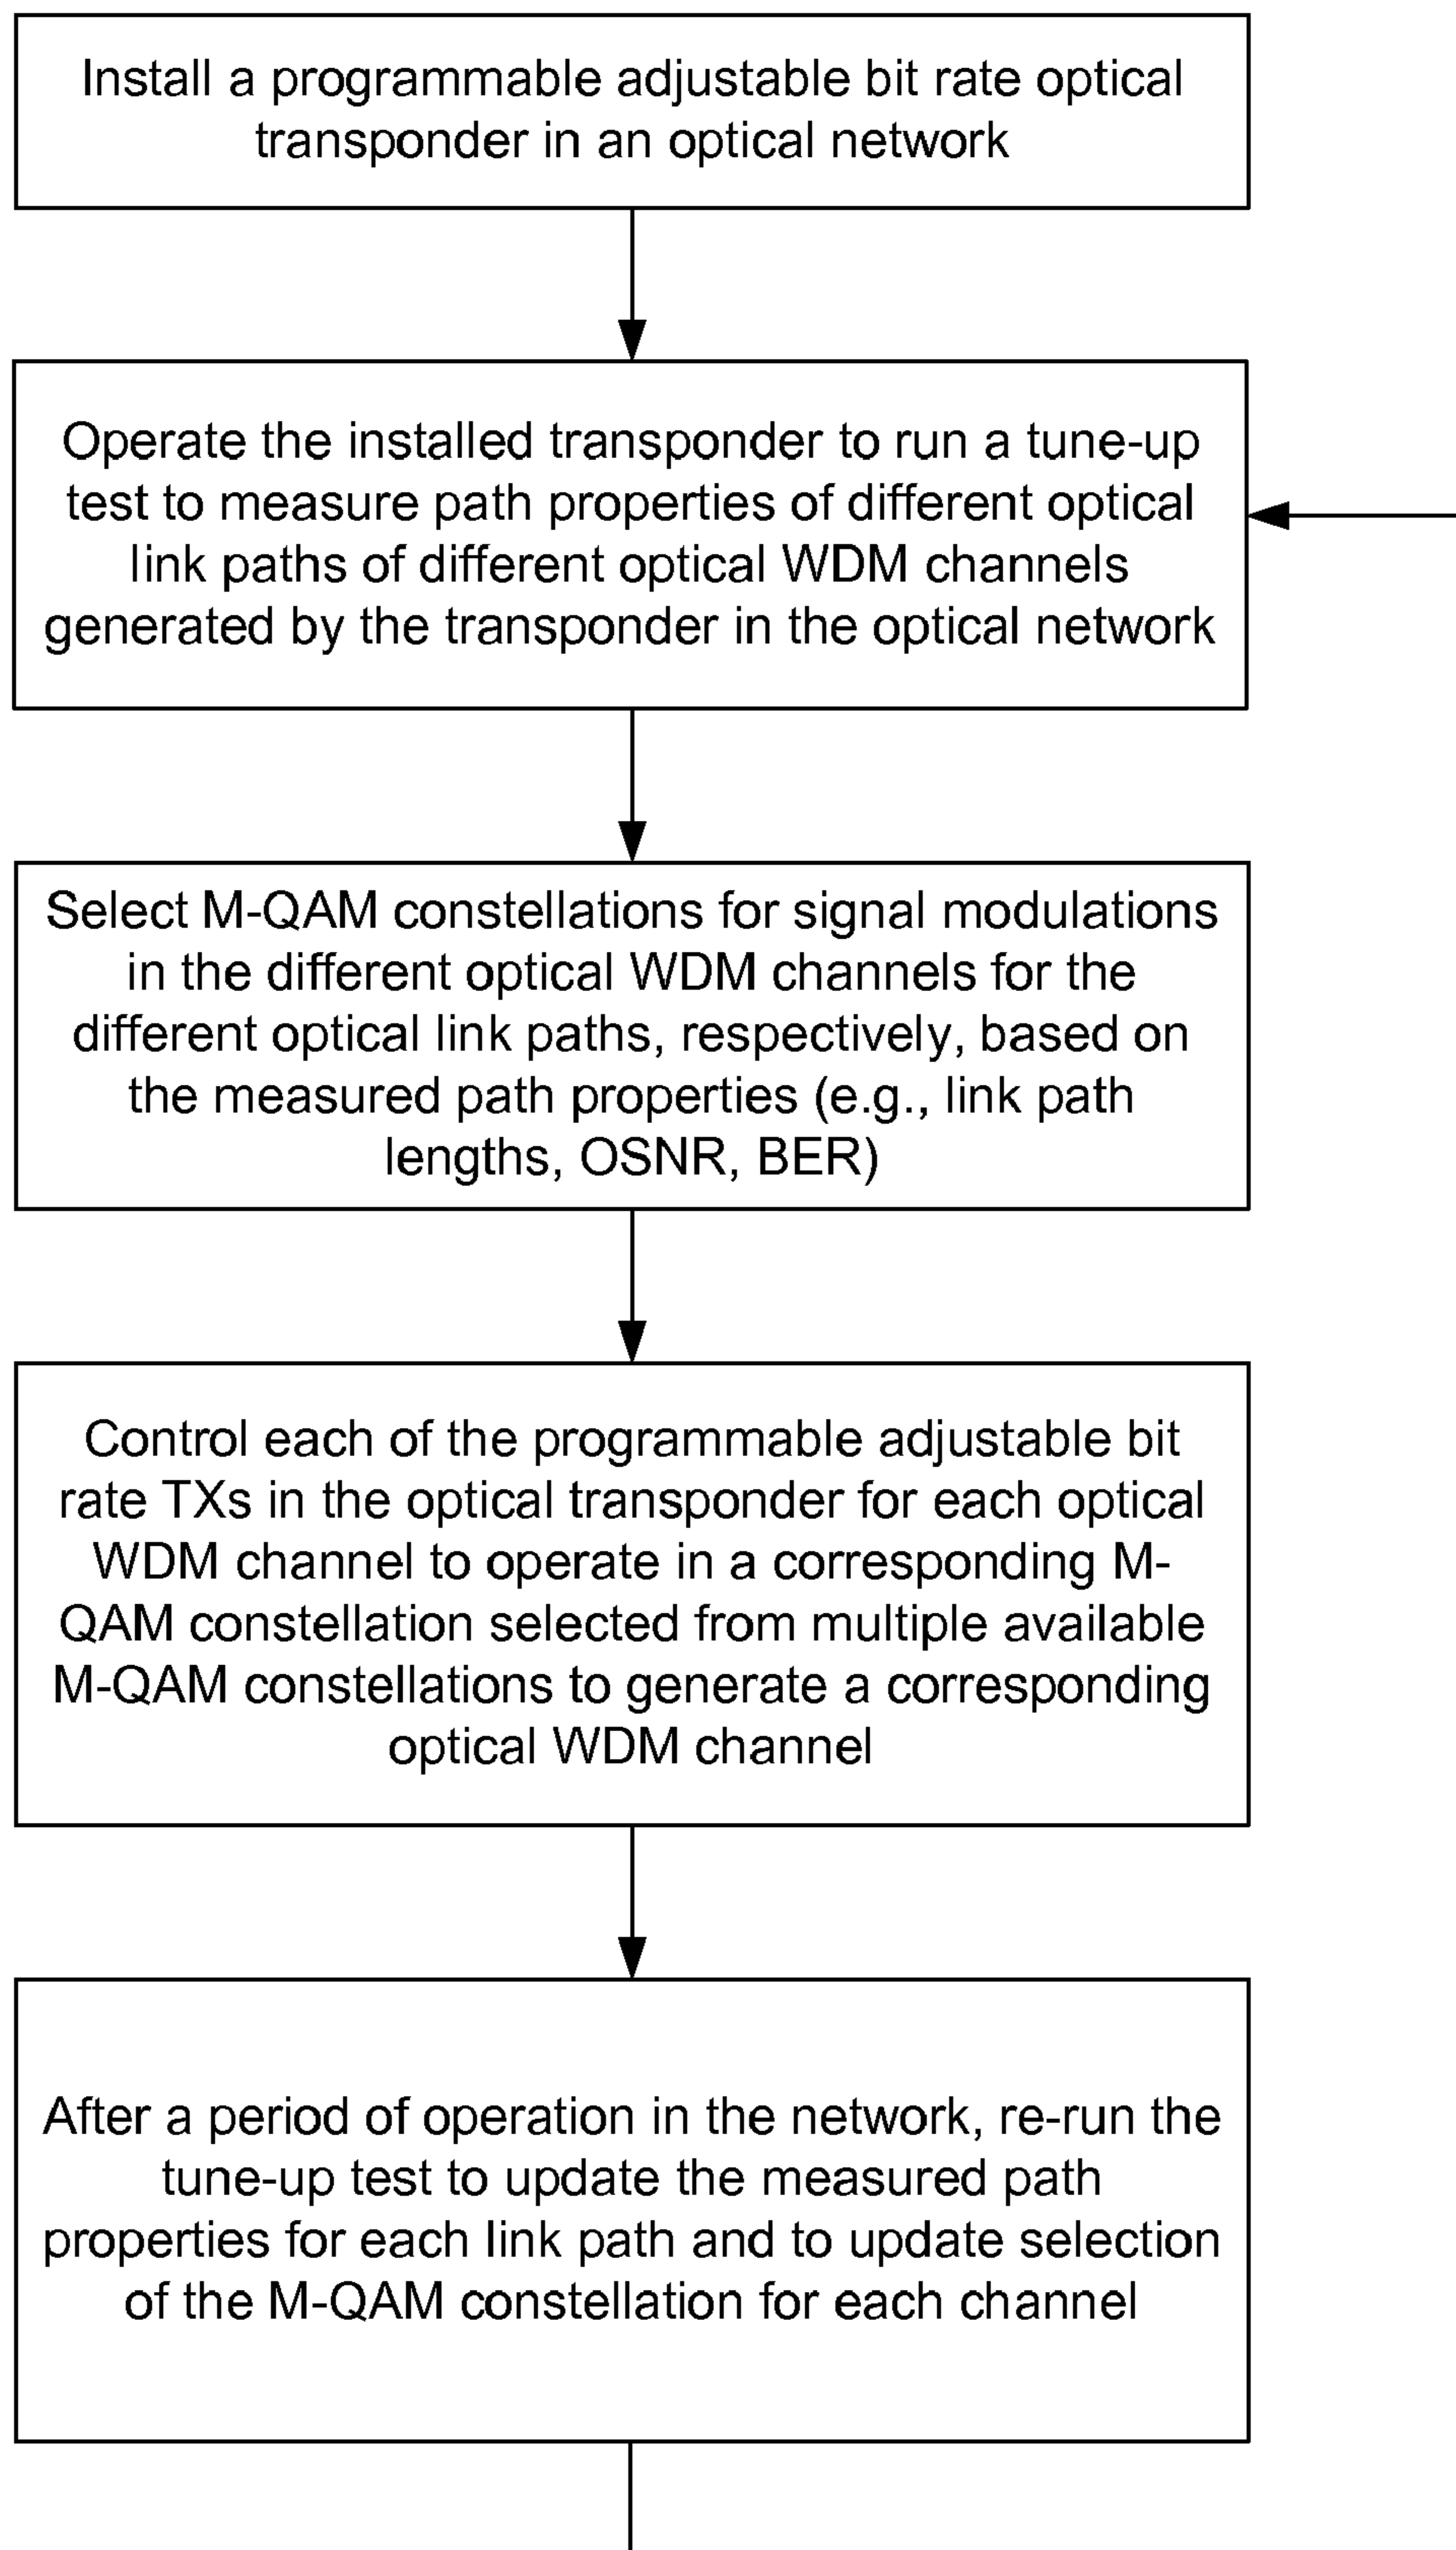 Install a programmable adjustable bit rate optical
transponder in an optical network
Operate the installed transponder to run a tune-up
test to measure path properties of different optical
link paths of different optical WDM channels
generated by the transponder in the optical network
Select M-QAM constellations for signal modulations
in the different optical WDM channels for the
different optical link paths, respectively, based on
the measured path properties (e.g., link path
lengths, OSNR, BER)
Control each of the programmable adjustable bit
rate TXs in the optical transponder for each optical
WDM channel to operate in a corresponding M-
QAM constellation selected from multiple available
M-QAM constellations to generate a corresponding
optical WDM channel
After a period of operation in the network, re-run the
tune-up test to update the measured path
properties for each link path and to update selection
of the M-QAM constellation for each channel